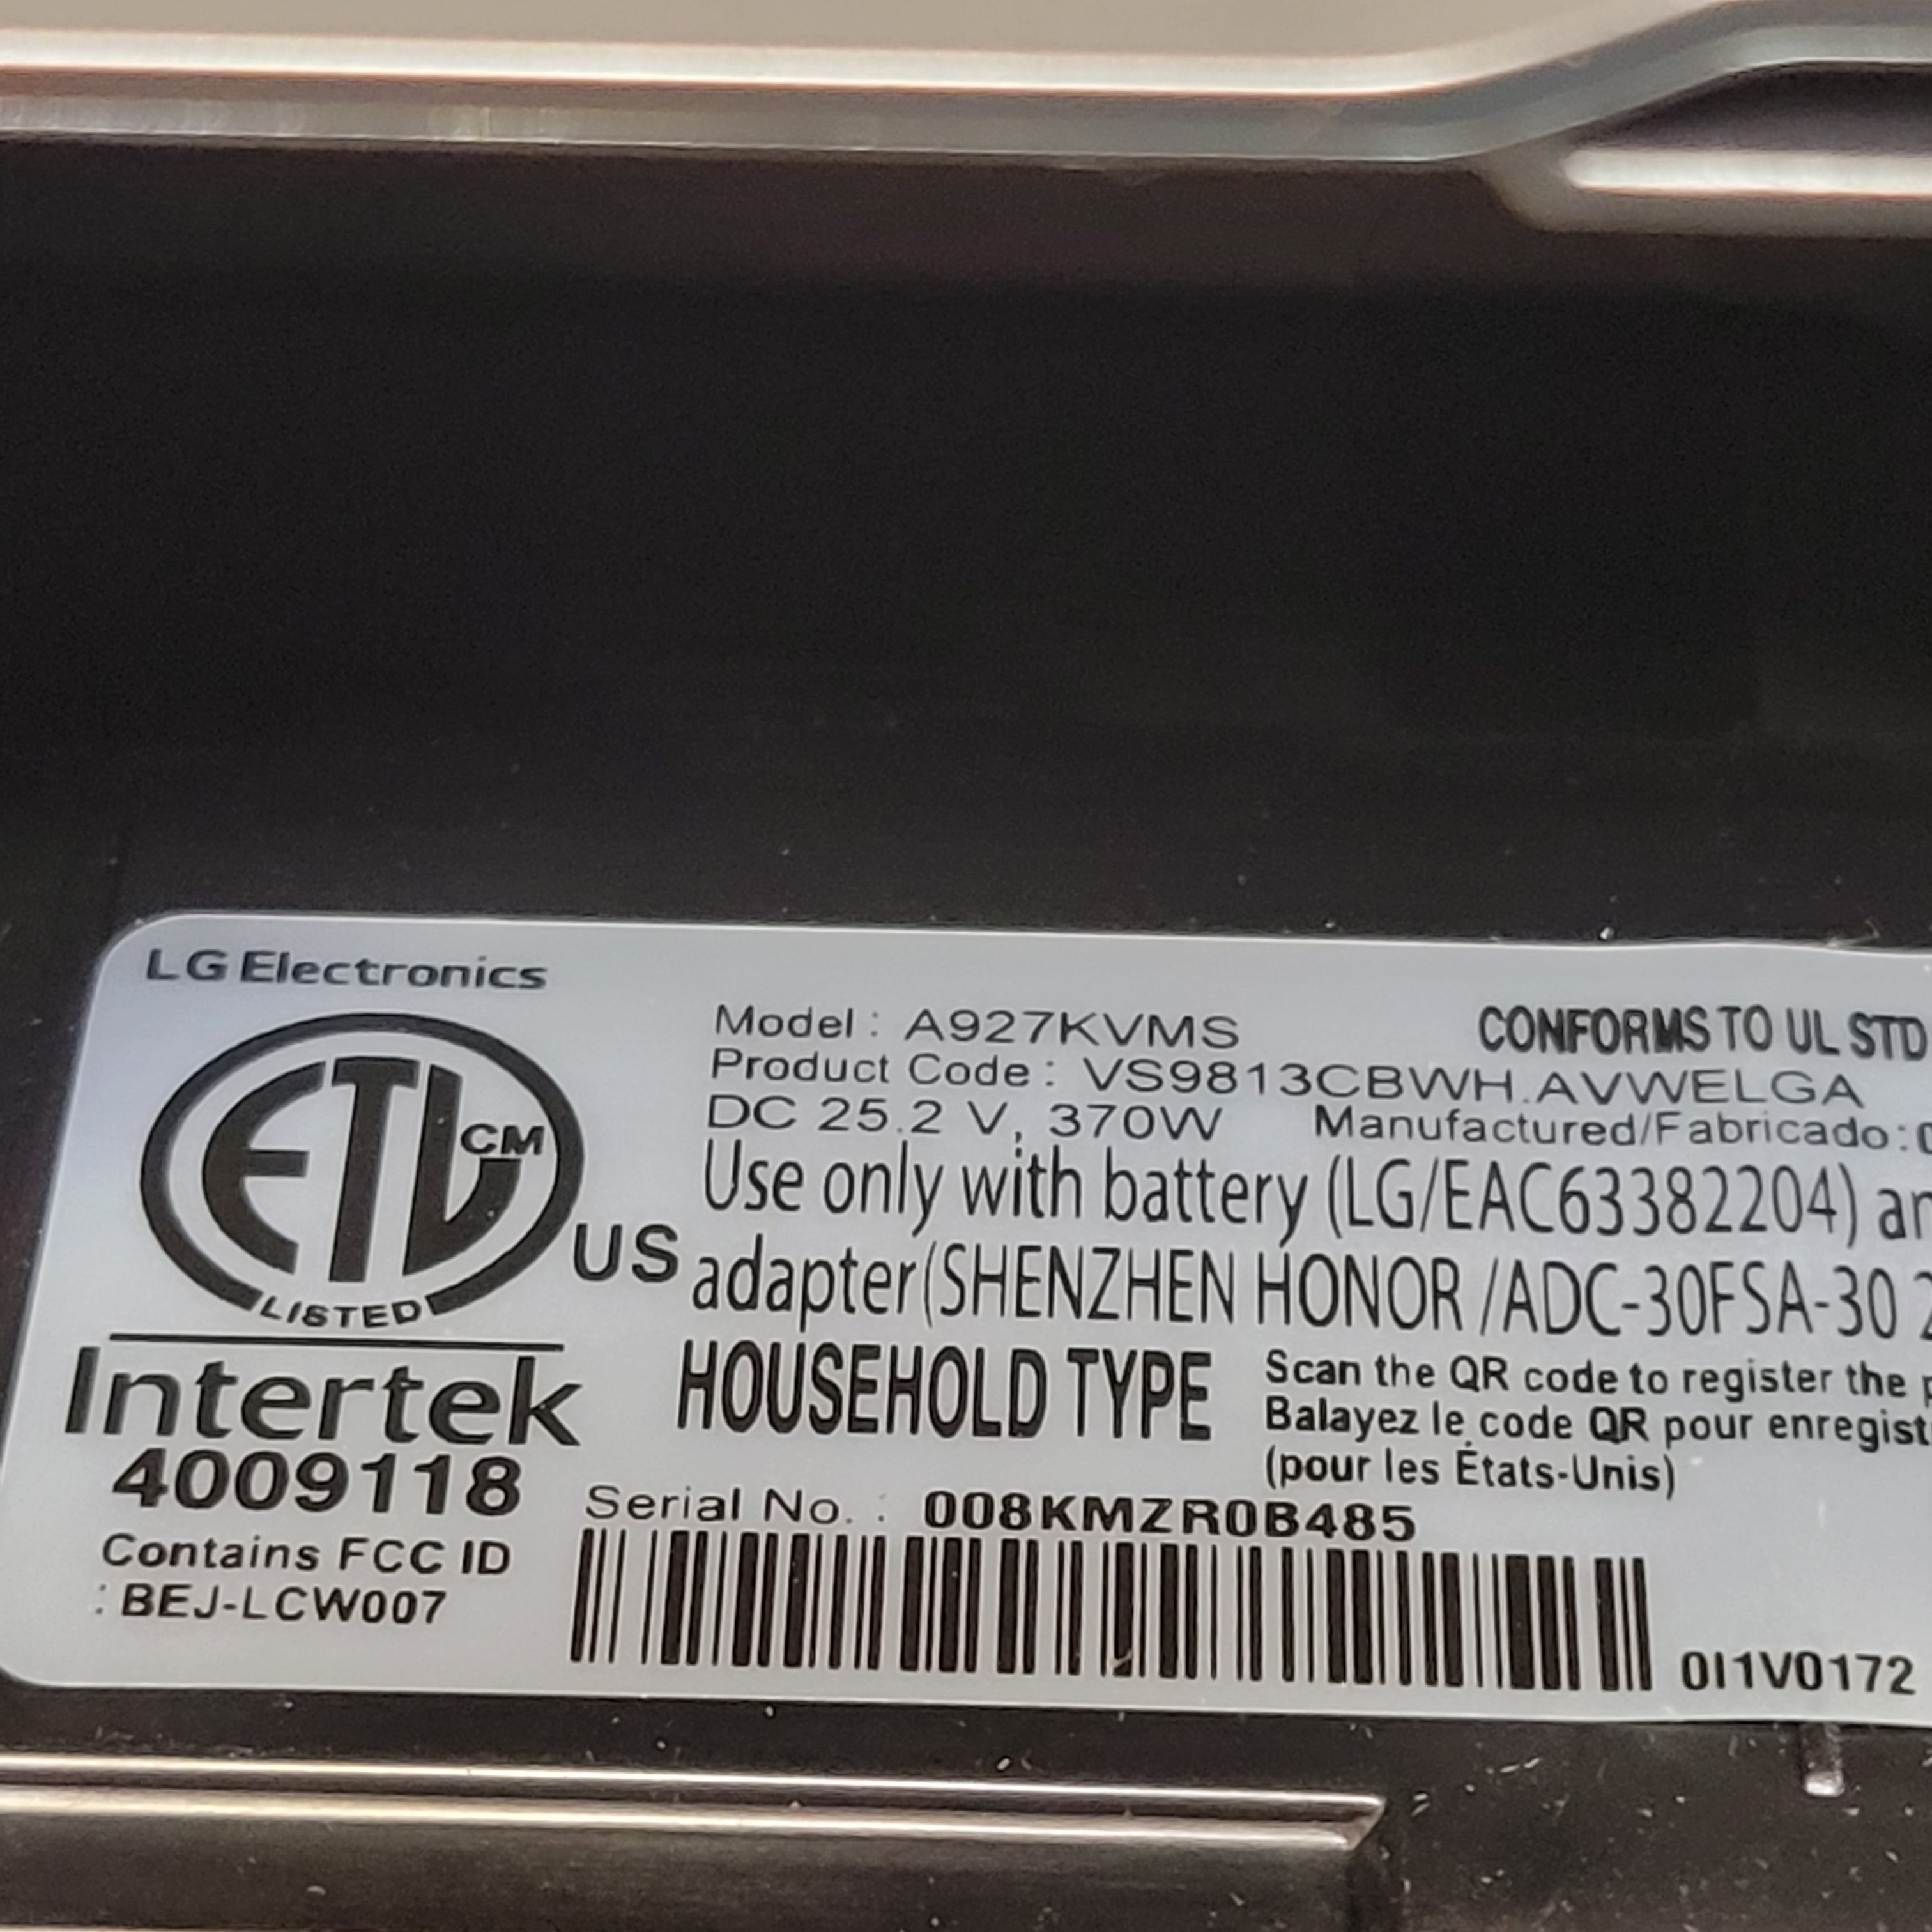 LG Electronics
ETL CM
LISTED
US
Intertek
4009118
Contains FCC ID
: BEJ-LCW007
Model : A927KVMS
CONFORMS TO UL STD
Product Code : VS9813CBWH.AVWELGA
DC 25.2 V, 370W Manufactured/Fabricado :
Use only with battery (LG/EAC63382204)
adapter(SHENZHEN HONOR /ADC-30FSA-30
HOUSEHOLD TYPE
Scan the QR code to register the
Balayez le code QR pour
(pour les États-Unis)
Serial No. : 008KMZR0B485
0I1V0172